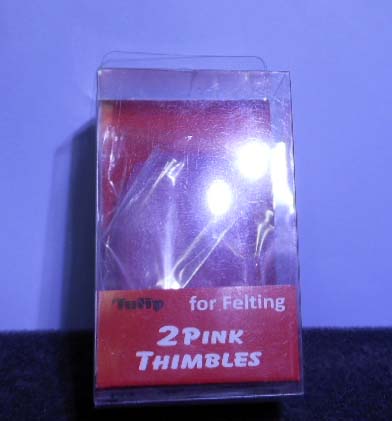 Tulip for Felting
2 PINK
THIMBLES